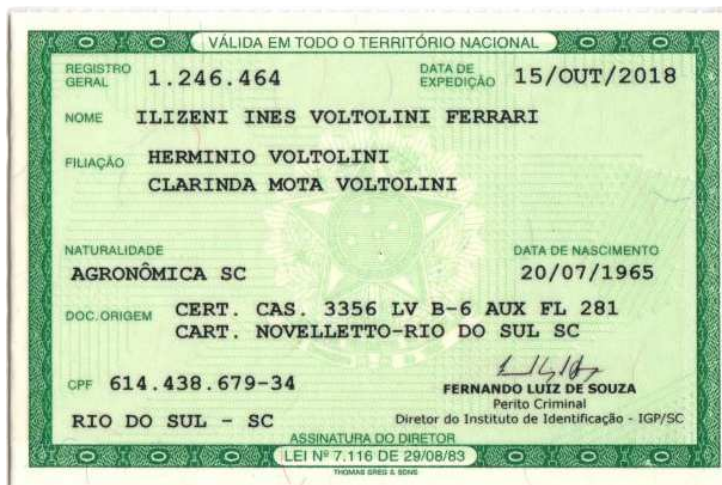 VÁLIDA EM TODO O TERRITÓRIO NACIONAL
REGISTRO GERAL 1.246.464 DATA DE EXPEDIÇÃO 15/OUT/2018
NOME ILIZENI INES VOLTOLINI FERRARI
FILIAÇÃO HERMINIO VOLTOLINI
CLARINDA MOTA VOLTOLINI
NATURALIDADE DATA DE NASCIMENTO
AGRONÔMICA SC 20/07/1965
DOC. ORIGEM CERT. CAS. 3356 LV B-6 AUX FL 281
CART. NOVELLETTO-RIO DO SUL SC
CPF 614.438.679-34
FERNANDO LUIZ DE SOUZA
Perito Criminal
RIO DO SUL - SC Diretor do Instituto de Identificação - IGP/SC
ASSINATURA DO DIRETOR
LEI Nº 7.116 DE 29/08/83
THOMAS GREG & SONS